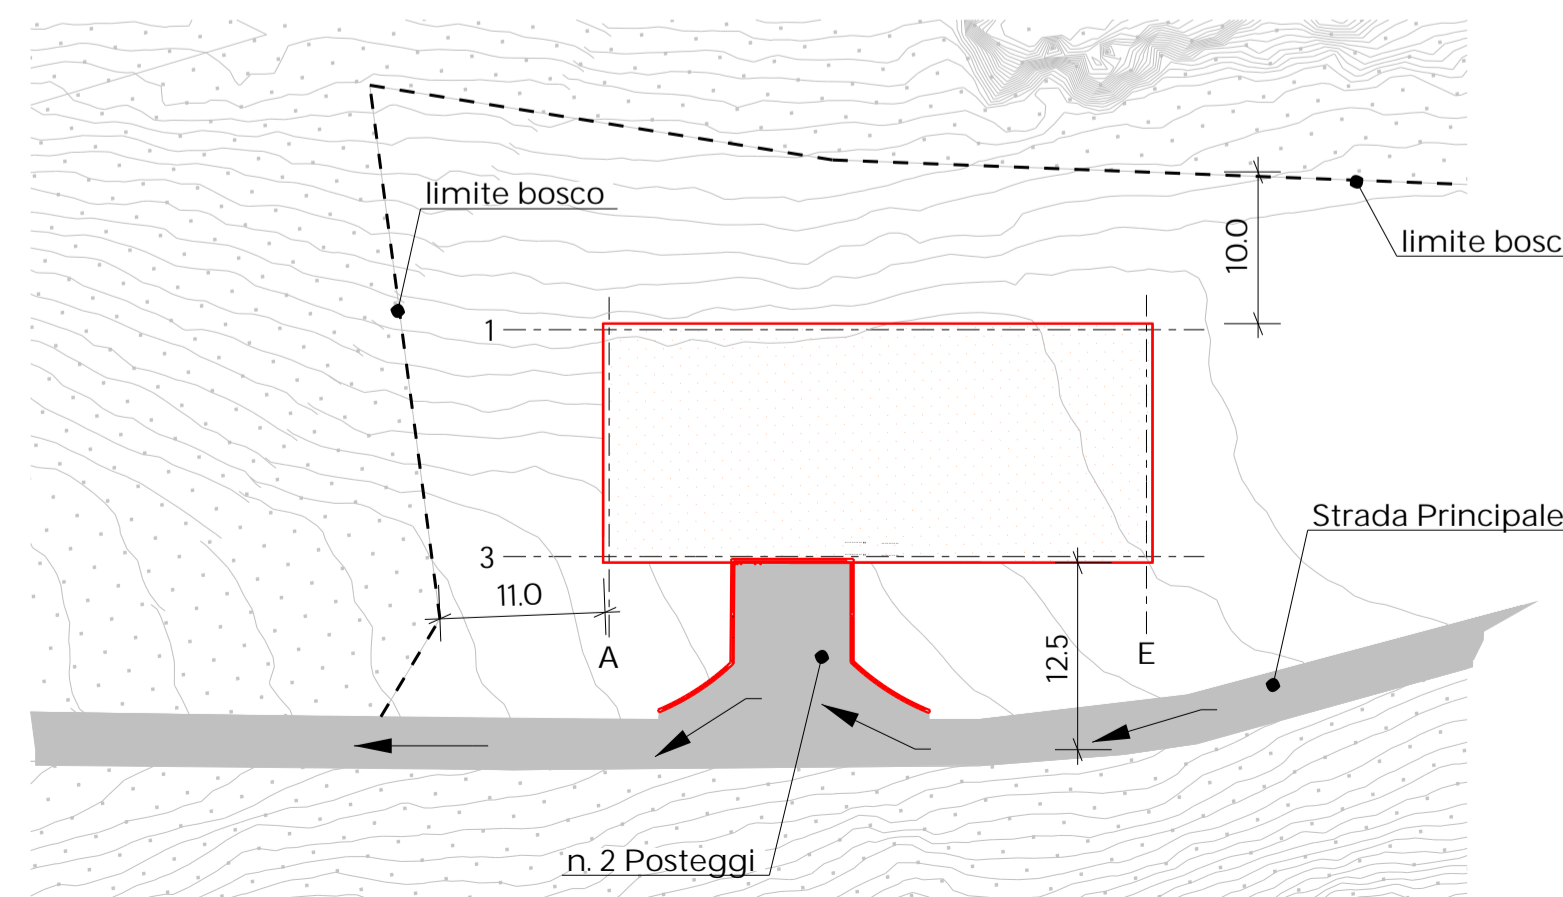 limite bosco
limite bosc
10.0
1
Strada Principale
3
11.0
A
E
12.5
n. 2 Posteggi